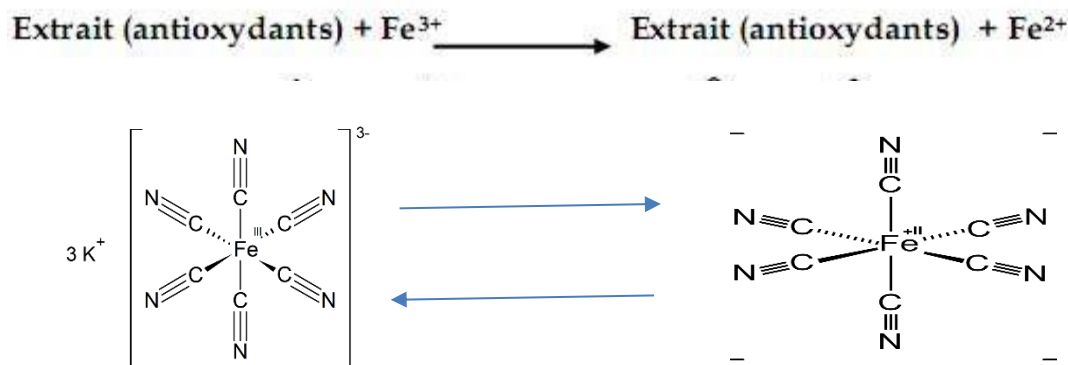 Extrait (antioxydants) + Fe³⁺ Extrait (antioxydants) + Fe²⁺
3-
N N
C C
N N N N
C C C C
3 K⁺ Fe III Fe +II
N C C N N C C N
C C
N N